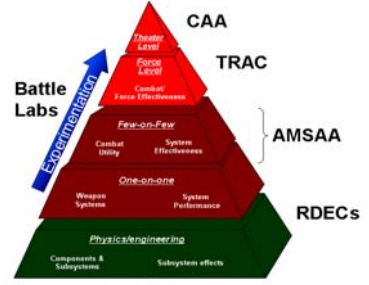 CAA
Theater
Level
TRAC
Force
Level
Combat/
Force Effectiveness
Battle
Labs
Experimentation
Few-on-Few
Combat
Utility
System
Effectiveness
AMSAA
One-on-one
Weapon
Systems
System
Performance
RDECs
Physics/engineering
Components &
Subsystems
Subsystem effects